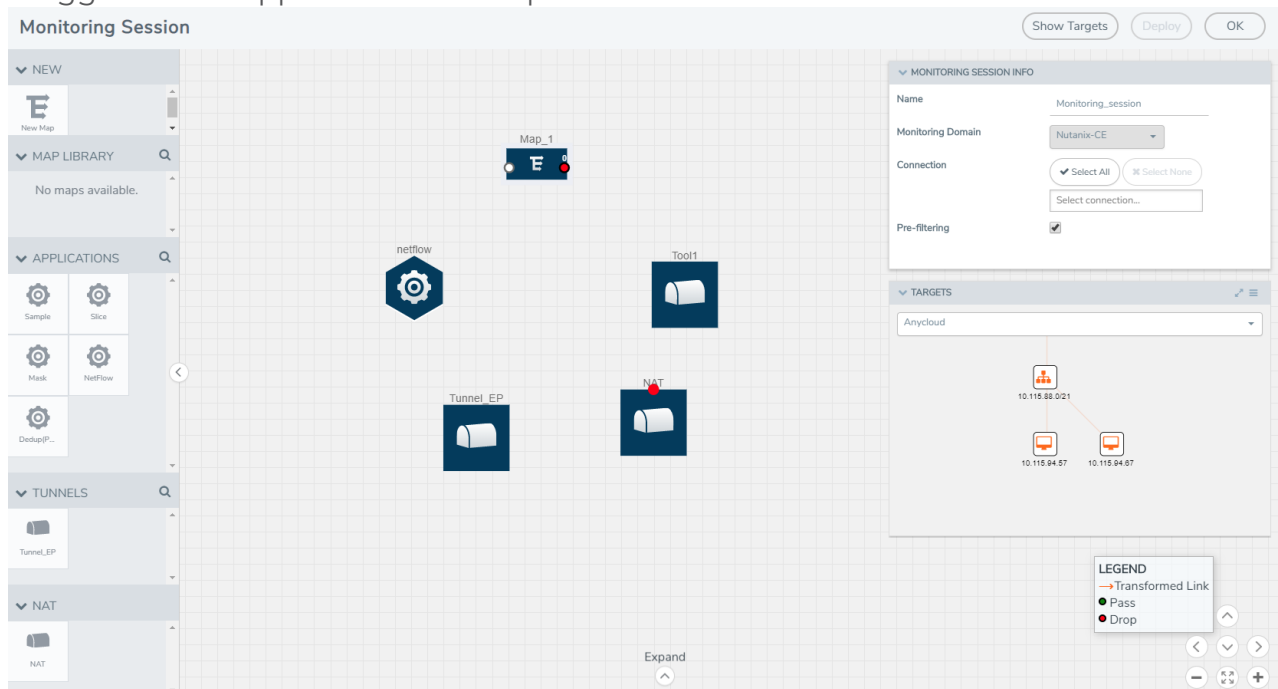 Monitoring Session
Show Targets
Deploy
OK
NEW
New Map
MAP LIBRARY
No maps available.
APPLICATIONS
Sample
Slice
Mask
NetFlow
Dedup(P...
TUNNELS
Tunnel_EP
NAT
NAT
Map_1
0
netflow
Tool1
Tunnel_EP
NAT
Expand
MONITORING SESSION INFO
Name
Monitoring_session
Monitoring Domain
Nutanix-CE
Connection
Select All
Select None
Select connection...
Pre-filtering
TARGETS
Anycloud
10.115.88.0/21
10.115.94.57
10.115.94.67
LEGEND
Transformed Link
Pass
Drop